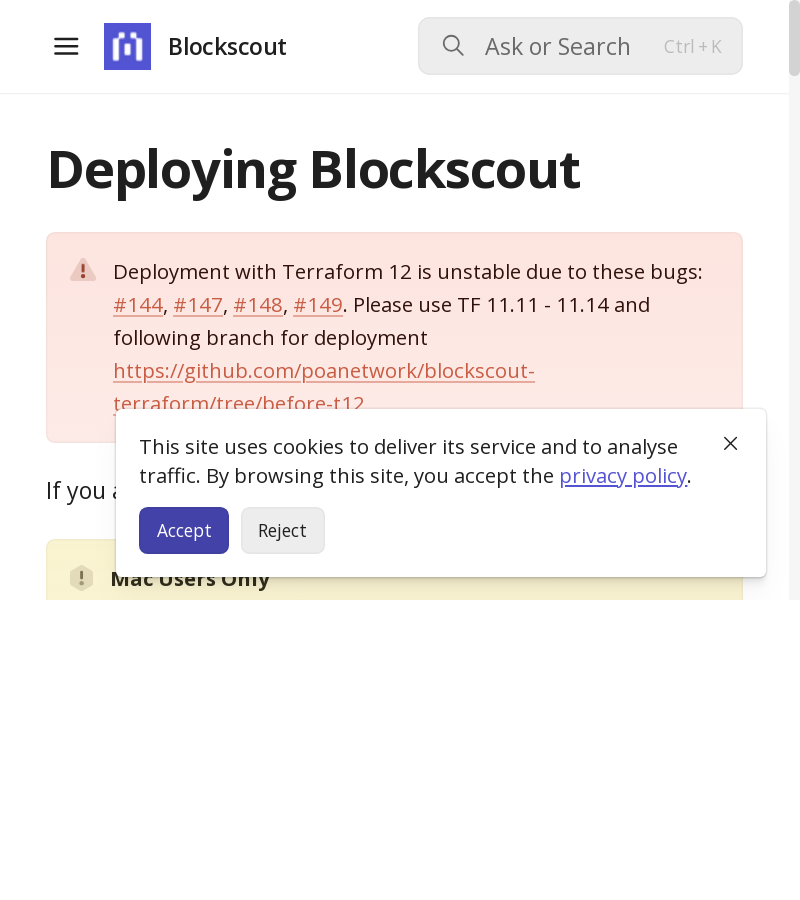 Blockscout
Ask or Search
Ctrl + K
Deploying Blockscout
Deployment with Terraform 12 is unstable due to these bugs:
#144, #147, #148, #149. Please use TF 11.11 - 11.14 and
following branch for deployment
https://github.com/poanetwork/blockscout-
terraform/tree/before-t12
If you
This site uses cookies to deliver its service and to analyse
traffic. By browsing this site, you accept the privacy policy.
Accept
Reject
Mac Users Only